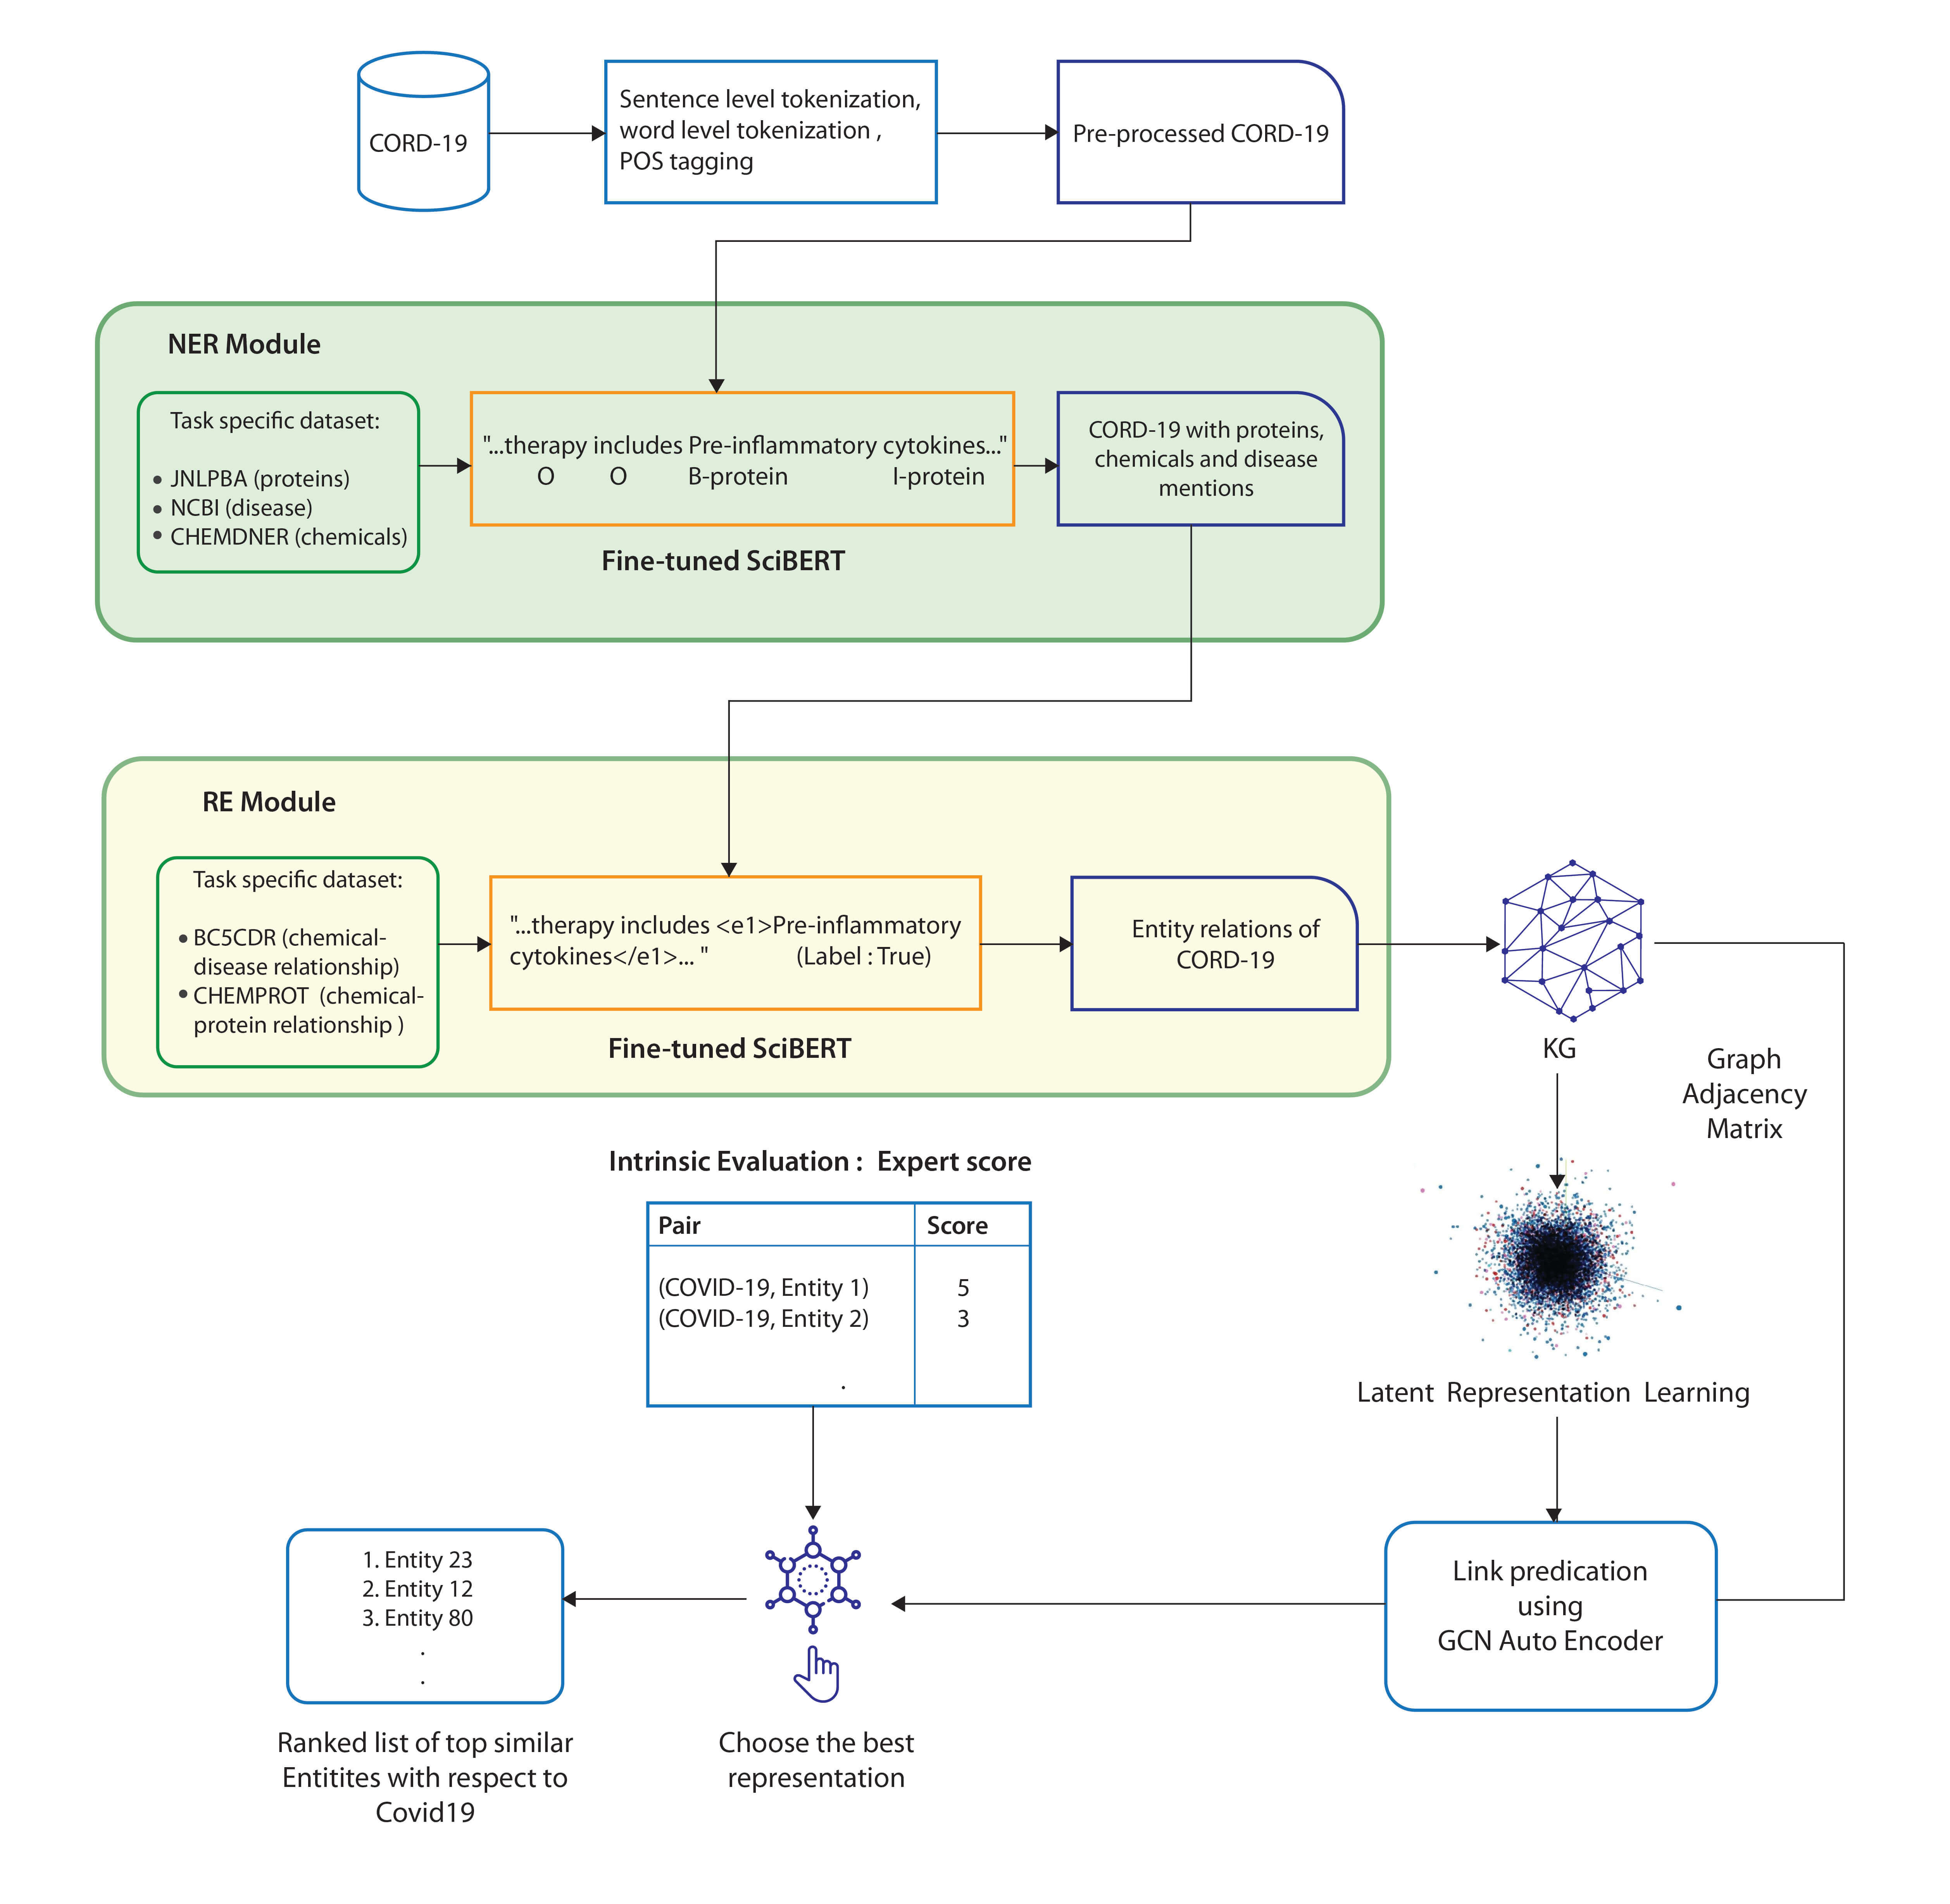 CORD-19
Sentence level tokenization,
word level tokenization ,
POS tagging
Pre-processed CORD-19
NER Module
Task specific dataset:
• JNLPBA (proteins)
• NCBI (disease)
• CHEMDNER (chemicals)
"...therapy includes Pre-inflammatory cytokines..."
O O B-protein I-protein
Fine-tuned SciBERT
CORD-19 with proteins,
chemicals and disease
mentions
RE Module
Task specific dataset:
• BC5CDR (chemical-
disease relationship)
• CHEMPROT (chemical-
protein relationship )
"...therapy includes <e1>Pre-inflammatory
cytokines</e1>... " (Label : True)
Fine-tuned SciBERT
Entity relations of
CORD-19
KG
Graph
Adjacency
Matrix
Latent Representation Learning
Link predication
using
GCN Auto Encoder
Intrinsic Evaluation : Expert score
Pair Score
(COVID-19, Entity 1) 5
(COVID-19, Entity 2) 3
.
Choose the best
representation
1. Entity 23
2. Entity 12
3. Entity 80
.
.
Ranked list of top similar
Entitites with respect to
Covid19